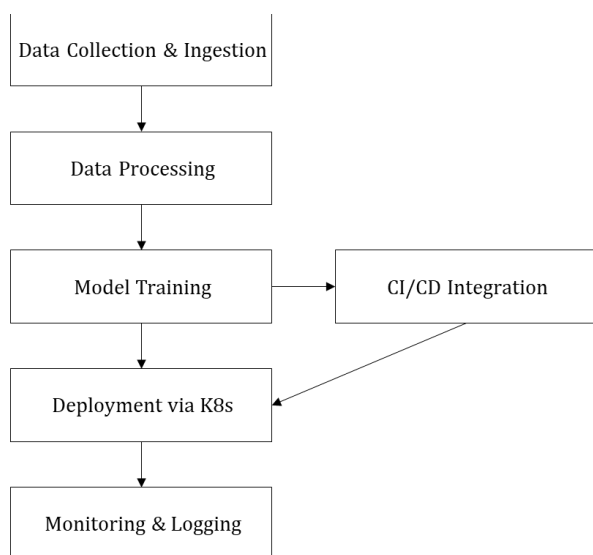 Data Collection & Ingestion
Data Processing
Model Training
CI/CD Integration
Deployment via K8s
Monitoring & Logging